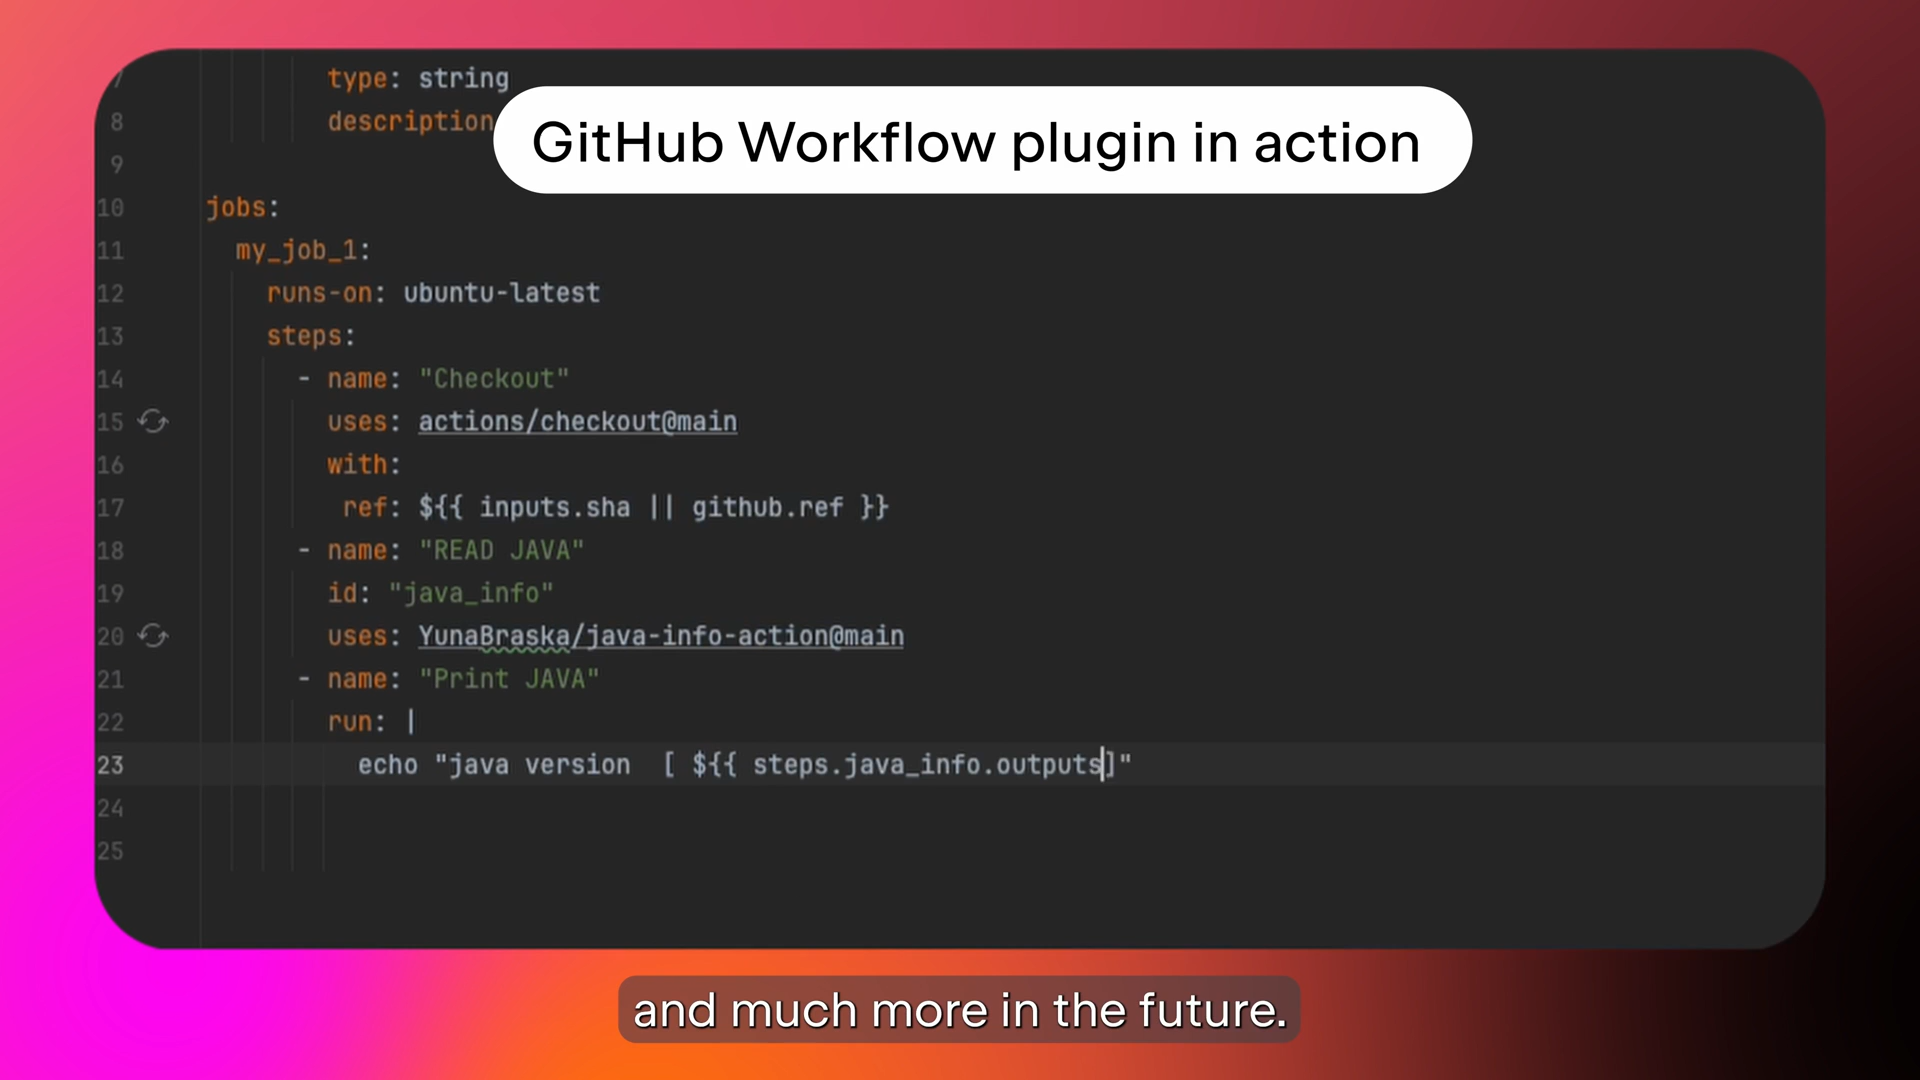 7 type: string
8 description
GitHub Workflow plugin in action
9
10 jobs:
11 my_job_1:
12 runs-on: ubuntu-latest
13 steps:
14 - name: "Checkout"
15 uses: actions/checkout@main
16 with:
17 ref: ${{ inputs.sha || github.ref }}
18 - name: "READ JAVA"
19 id: "java_info"
20 uses: YunaBraska/java-info-action@main
21 - name: "Print JAVA"
22 run: |
23 echo "java version  [ ${{ steps.java_info.outputs]"
24
25
and much more in the future.